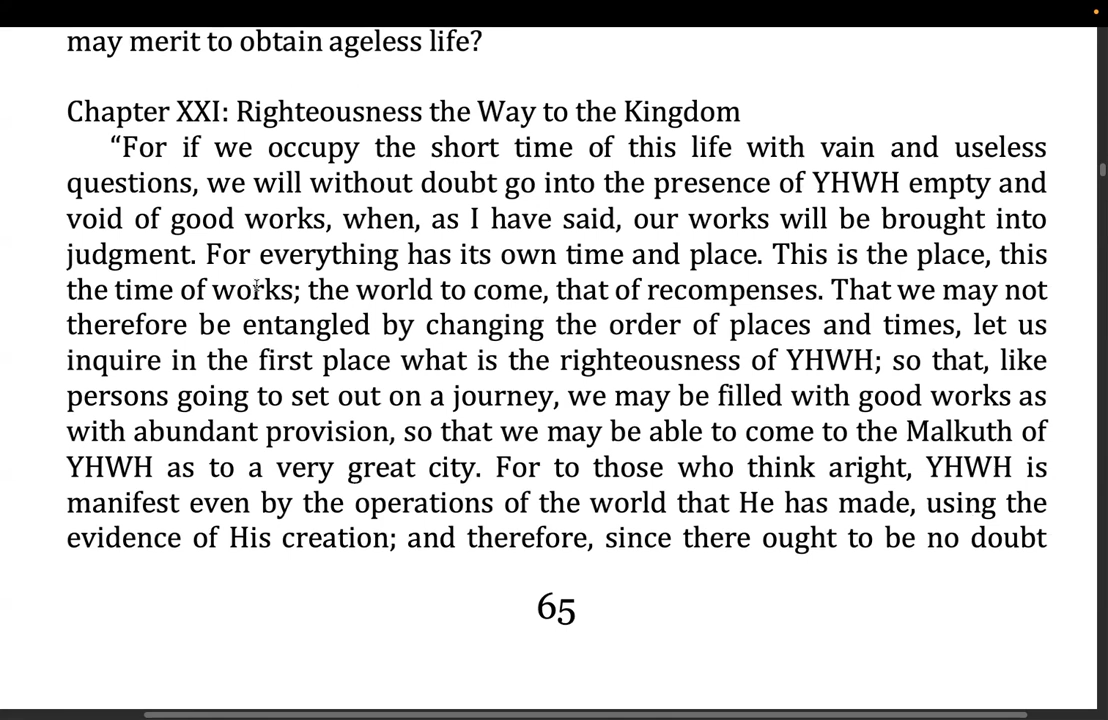 may merit to obtain ageless life?
Chapter XXI: Righteousness the Way to the Kingdom
“For if we occupy the short time of this life with vain and useless
questions, we will without doubt go into the presence of YHWH empty and
void of good works, when, as I have said, our works will be brought into
judgment. For everything has its own time and place. This is the place, this
the time of works; the world to come, that of recompenses. That we may not
therefore be entangled by changing the order of places and times, let us
inquire in the first place what is the righteousness of YHWH; so that, like
persons going to set out on a journey, we may be filled with good works as
with abundant provision, so that we may be able to come to the Malkuth of
YHWH as to a very great city. For to those who think aright, YHWH is
manifest even by the operations of the world that He has made, using the
evidence of His creation; and therefore, since there ought to be no doubt
65